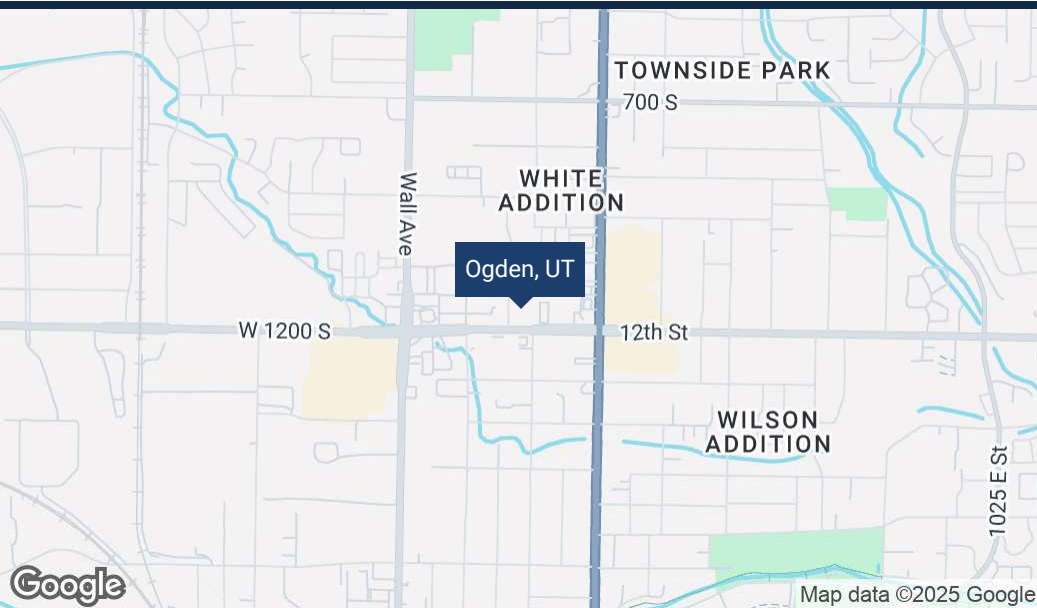 TOWNSIDE PARK
700 S
WHITE
ADDITION
Wall Ave
Ogden, UT
W 1200 S
12th St
WILSON
ADDITION
1025 E St
Google
Map data ©2025 Google